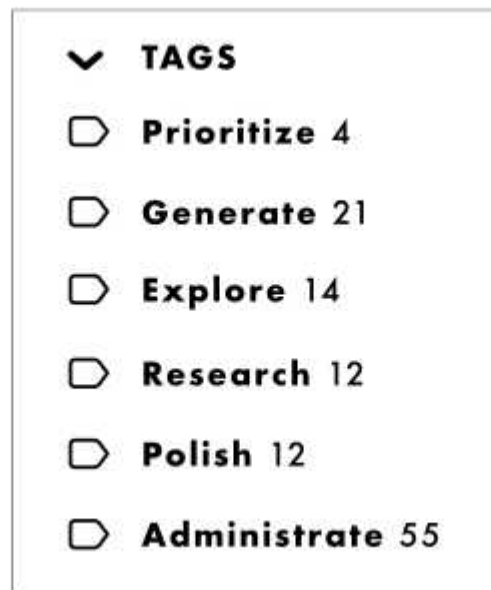 TAGS
Prioritize 4
Generate 21
Explore 14
Research 12
Polish 12
Administrate 55